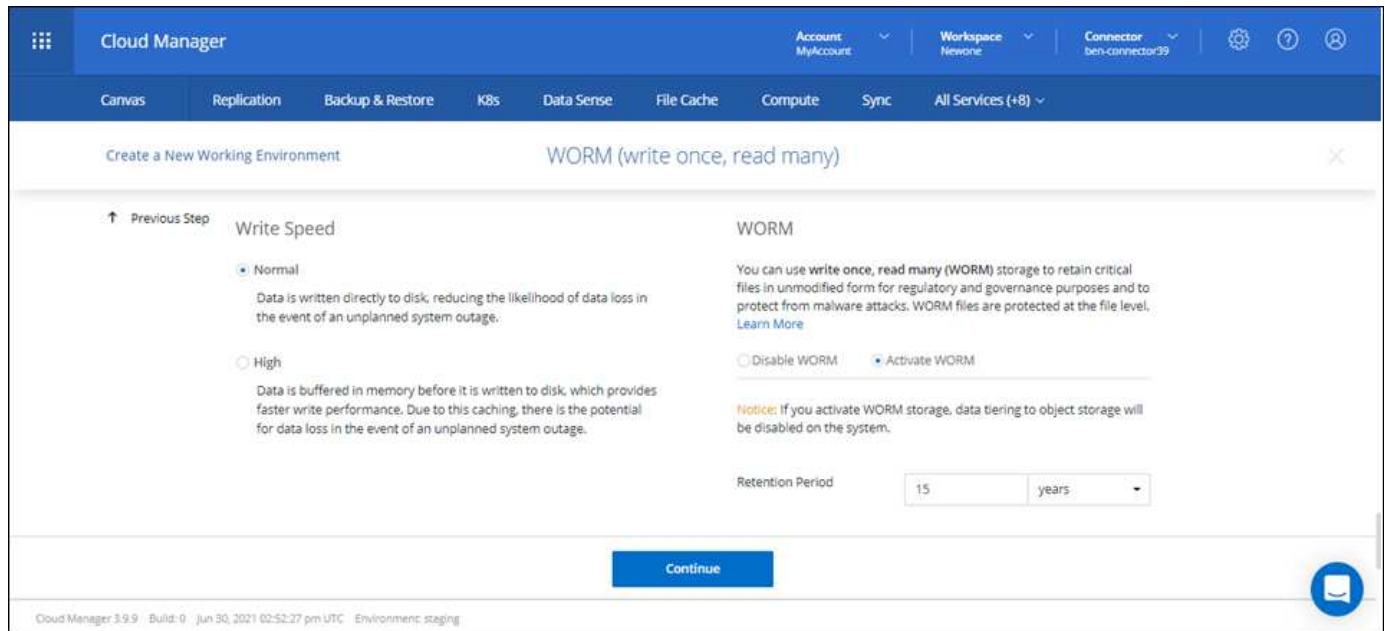 Cloud Manager
Account
MyAccount
Workspace
Newone
Connector
ben-connector39
Canvas
Replication
Backup & Restore
K8s
Data Sense
File Cache
Compute
Sync
All Services (+8)
Create a New Working Environment
WORM (write once, read many)
↑ Previous Step
Write Speed
Normal
Data is written directly to disk, reducing the likelihood of data loss in
the event of an unplanned system outage.
High
Data is buffered in memory before it is written to disk, which provides
faster write performance. Due to this caching, there is the potential
for data loss in the event of an unplanned system outage.
WORM
You can use write once, read many (WORM) storage to retain critical
files in unmodified form for regulatory and governance purposes and to
protect from malware attacks. WORM files are protected at the file level.
Learn More
Disable WORM
Activate WORM
Notice: If you activate WORM storage, data tiering to object storage will
be disabled on the system.
Retention Period
15
years
Continue
Cloud Manager 3.9.9 Build: 0 Jun 30, 2021 02:52:27 pm UTC Environment: staging